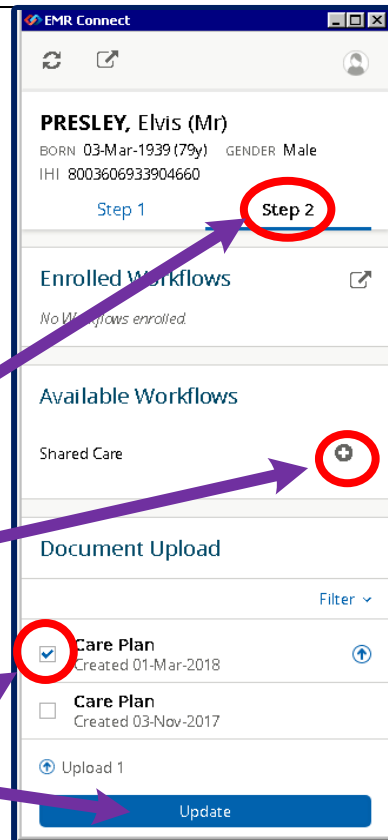 EMR Connect
PRESLEY, Elvis (Mr)
BORN 03-Mar-1939 (79y) GENDER Male
IHI 8003606933904660
Step 1 Step 2
Enrolled Workflows
No Workflows enrolled.
Available Workflows
Shared Care
Document Upload
Filter
Care Plan
Created 01-Mar-2018
Care Plan
Created 03-Nov-2017
Upload 1
Update